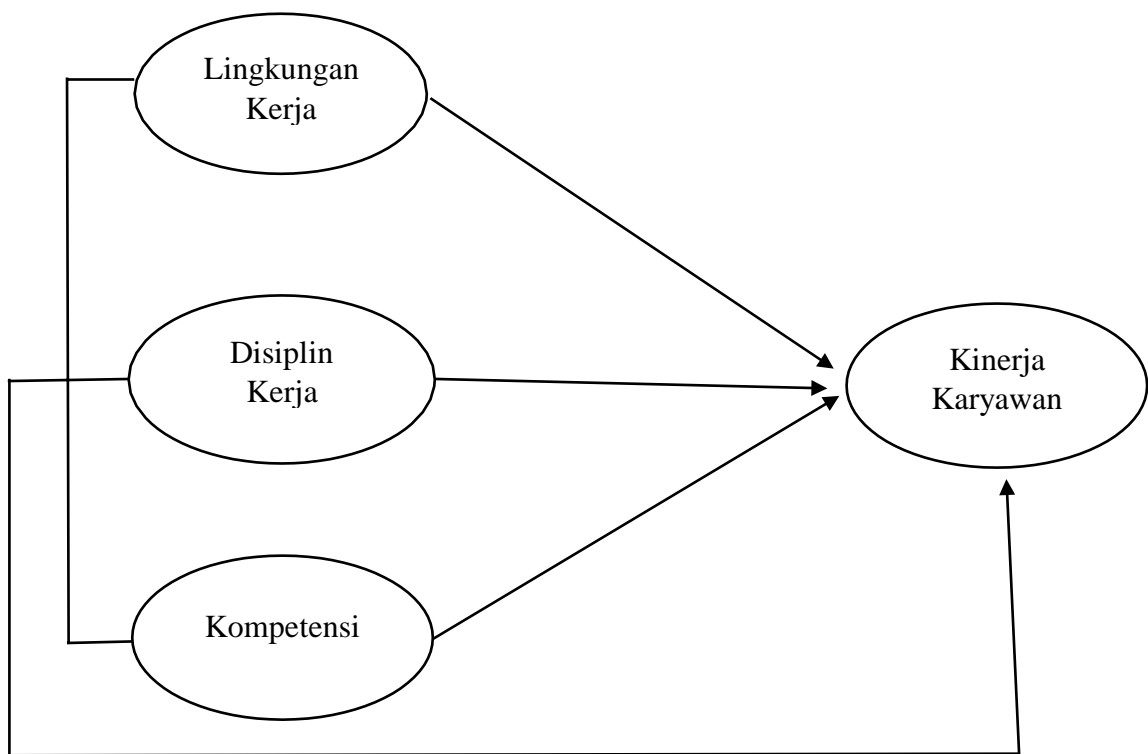 Lingkungan
Kerja
Disiplin
Kerja
Kinerja
Karyawan
Kompetensi